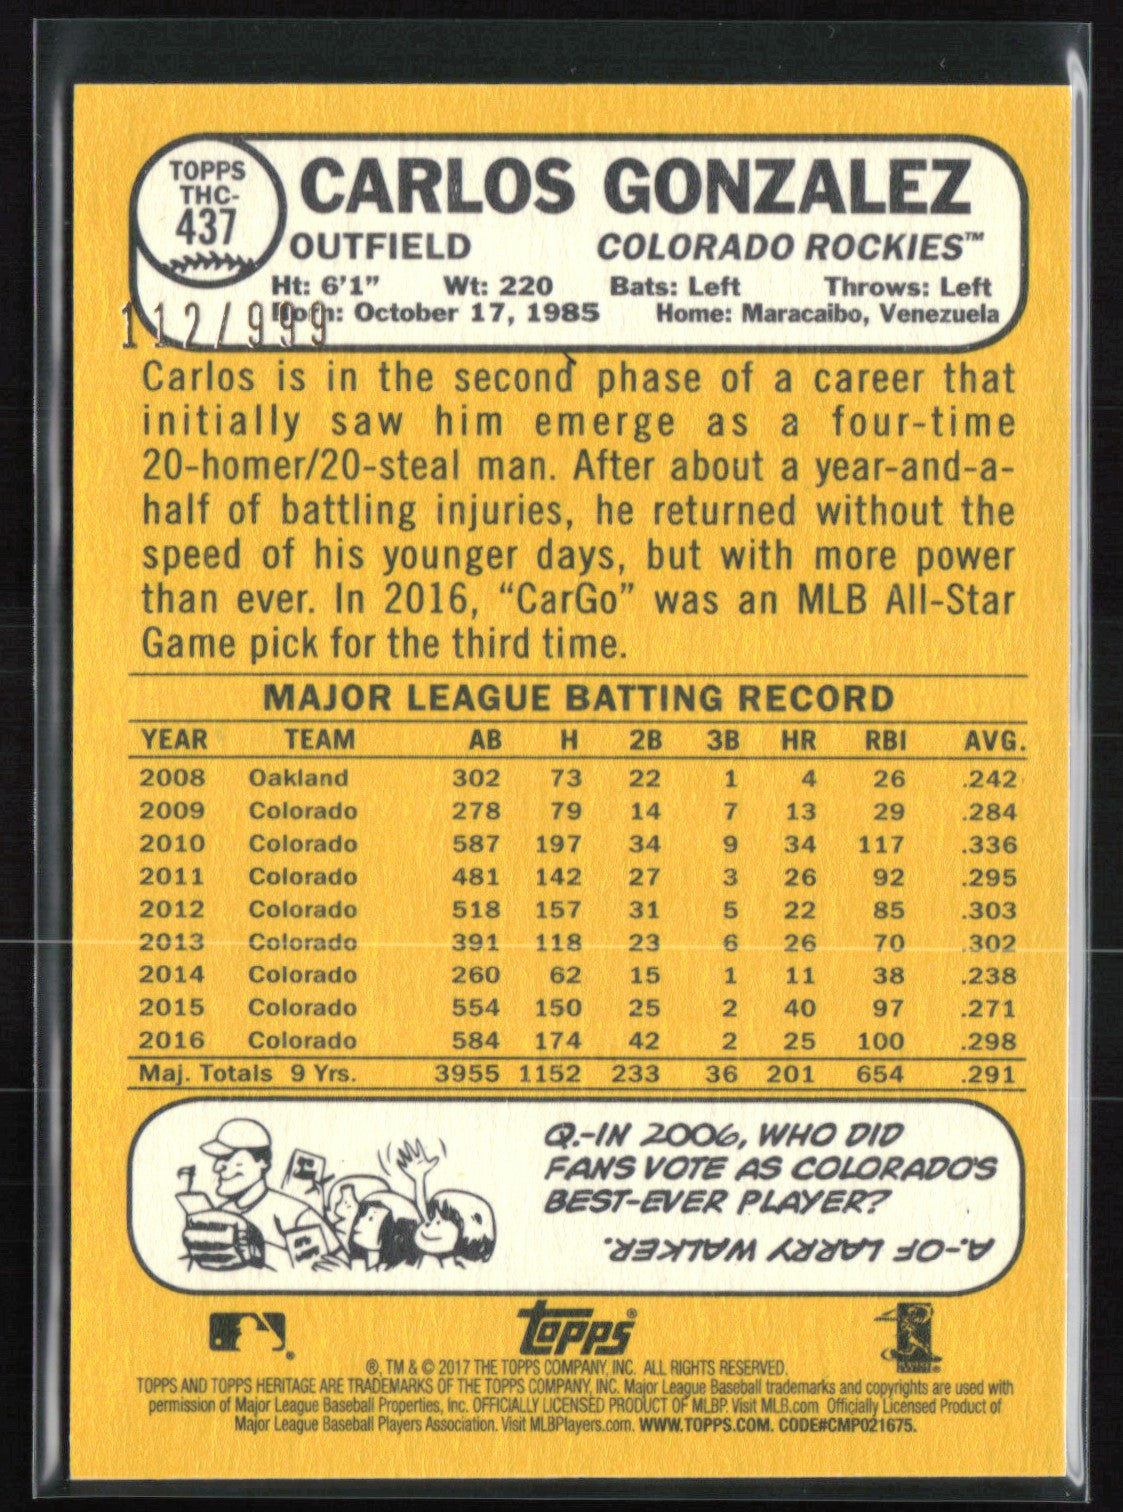 TOPPS
THC-
437
CARLOS GONZALEZ
OUTFIELD COLORADO ROCKIES™
Ht: 6'1" Wt: 220 Bats: Left Throws: Left
Born: October 17, 1985 Home: Maracaibo, Venezuela
112/999
Carlos is in the second phase of a career that
initially saw him emerge as a four-time
20-homer/20-steal man. After about a year-and-a-
half of battling injuries, he returned without the
speed of his younger days, but with more power
than ever. In 2016, “CarGo” was an MLB All-Star
Game pick for the third time.
MAJOR LEAGUE BATTING RECORD
YEAR TEAM AB H 2B 3B HR RBI AVG.
2008 Oakland 302 73 22 1 4 26 .242
2009 Colorado 278 79 14 7 13 29 .284
2010 Colorado 587 197 34 9 34 117 .336
2011 Colorado 481 142 27 3 26 92 .295
2012 Colorado 518 157 31 5 22 85 .303
2013 Colorado 391 118 23 6 26 70 .302
2014 Colorado 260 62 15 1 11 38 .238
2015 Colorado 554 150 25 2 40 97 .271
2016 Colorado 584 174 42 2 25 100 .298
Maj. Totals 9 Yrs. 3955 1152 233 36 201 654 .291
Q.-IN 2006, WHO DID
FANS VOTE AS COLORADO'S
BEST-EVER PLAYER?
A.-OF LARRY WALKER.
topps®
®, TM & © 2017 THE TOPPS COMPANY, INC. ALL RIGHTS RESERVED.
TOPPS AND TOPPS HERITAGE ARE TRADEMARKS OF THE TOPPS COMPANY, INC. Major League Baseball trademarks and copyrights are used with
permission of Major League Baseball Properties, Inc. OFFICIALLY LICENSED PRODUCT OF MLBP. Visit MLB.com Officially Licensed Product of
Major League Baseball Players Association. Visit MLBPlayers.com. WWW.TOPPS.COM. CODE#CMP021675.